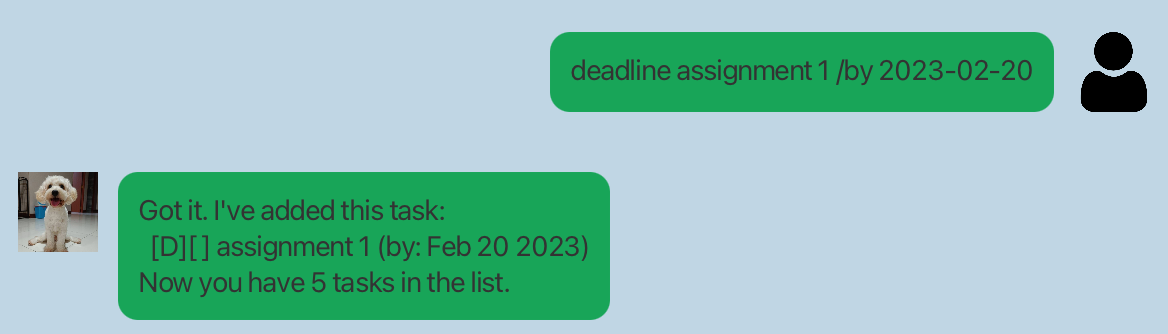 deadline assignment 1 /by 2023-02-20
Got it. I've added this task:
[D][ ] assignment 1 (by: Feb 20 2023)
Now you have 5 tasks in the list.